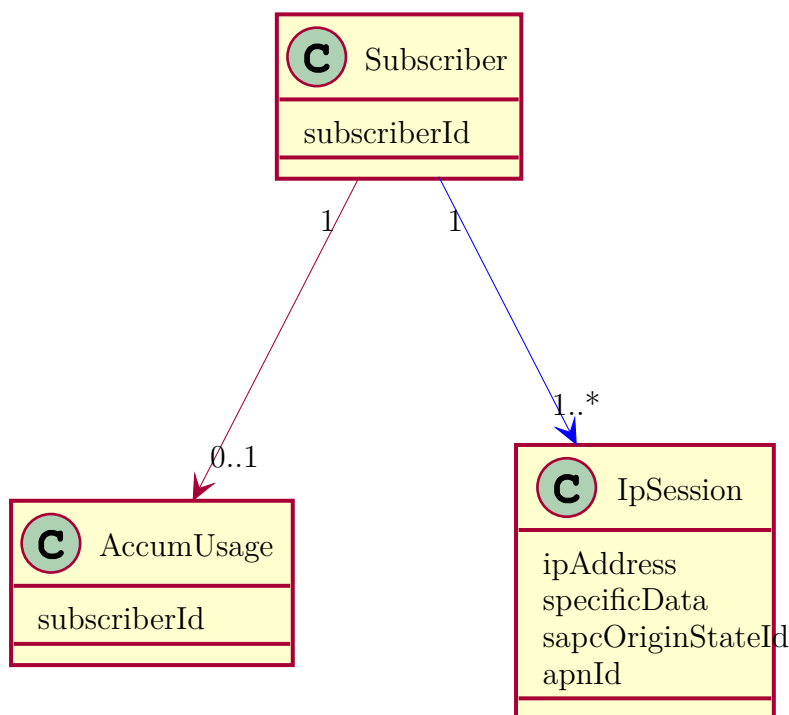 C Subscriber
subscriberId
1 1
1..*
0..1
C IpSession
C AccumUsage
ipAddress
specificData
subscriberId
sapcOriginStateId
apnId